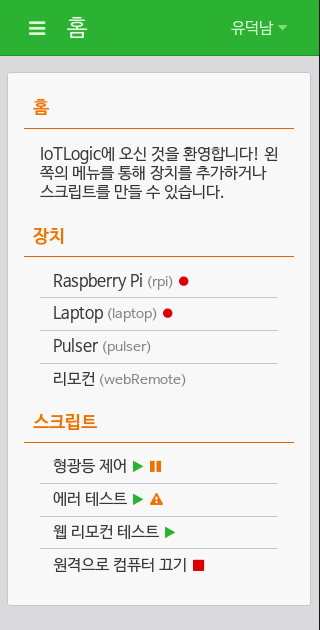 홈
유덕남
홈
IoTLogic에 오신 것을 환영합니다! 왼
쪽의 메뉴를 통해 장치를 추가하거나
스크립트를 만들 수 있습니다.
장치
Raspberry Pi (rpi)
Laptop (laptop)
Pulser (pulser)
리모컨 (webRemote)
스크립트
형광등 제어
에러 테스트
웹 리모컨 테스트
원격으로 컴퓨터 끄기